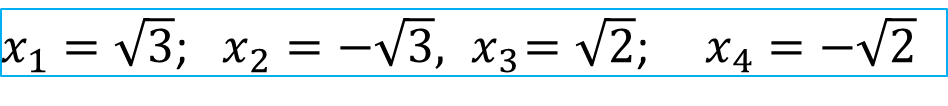 x₁ = √3;  x₂ = −√3,  x₃= √2;   x₄ = −√2